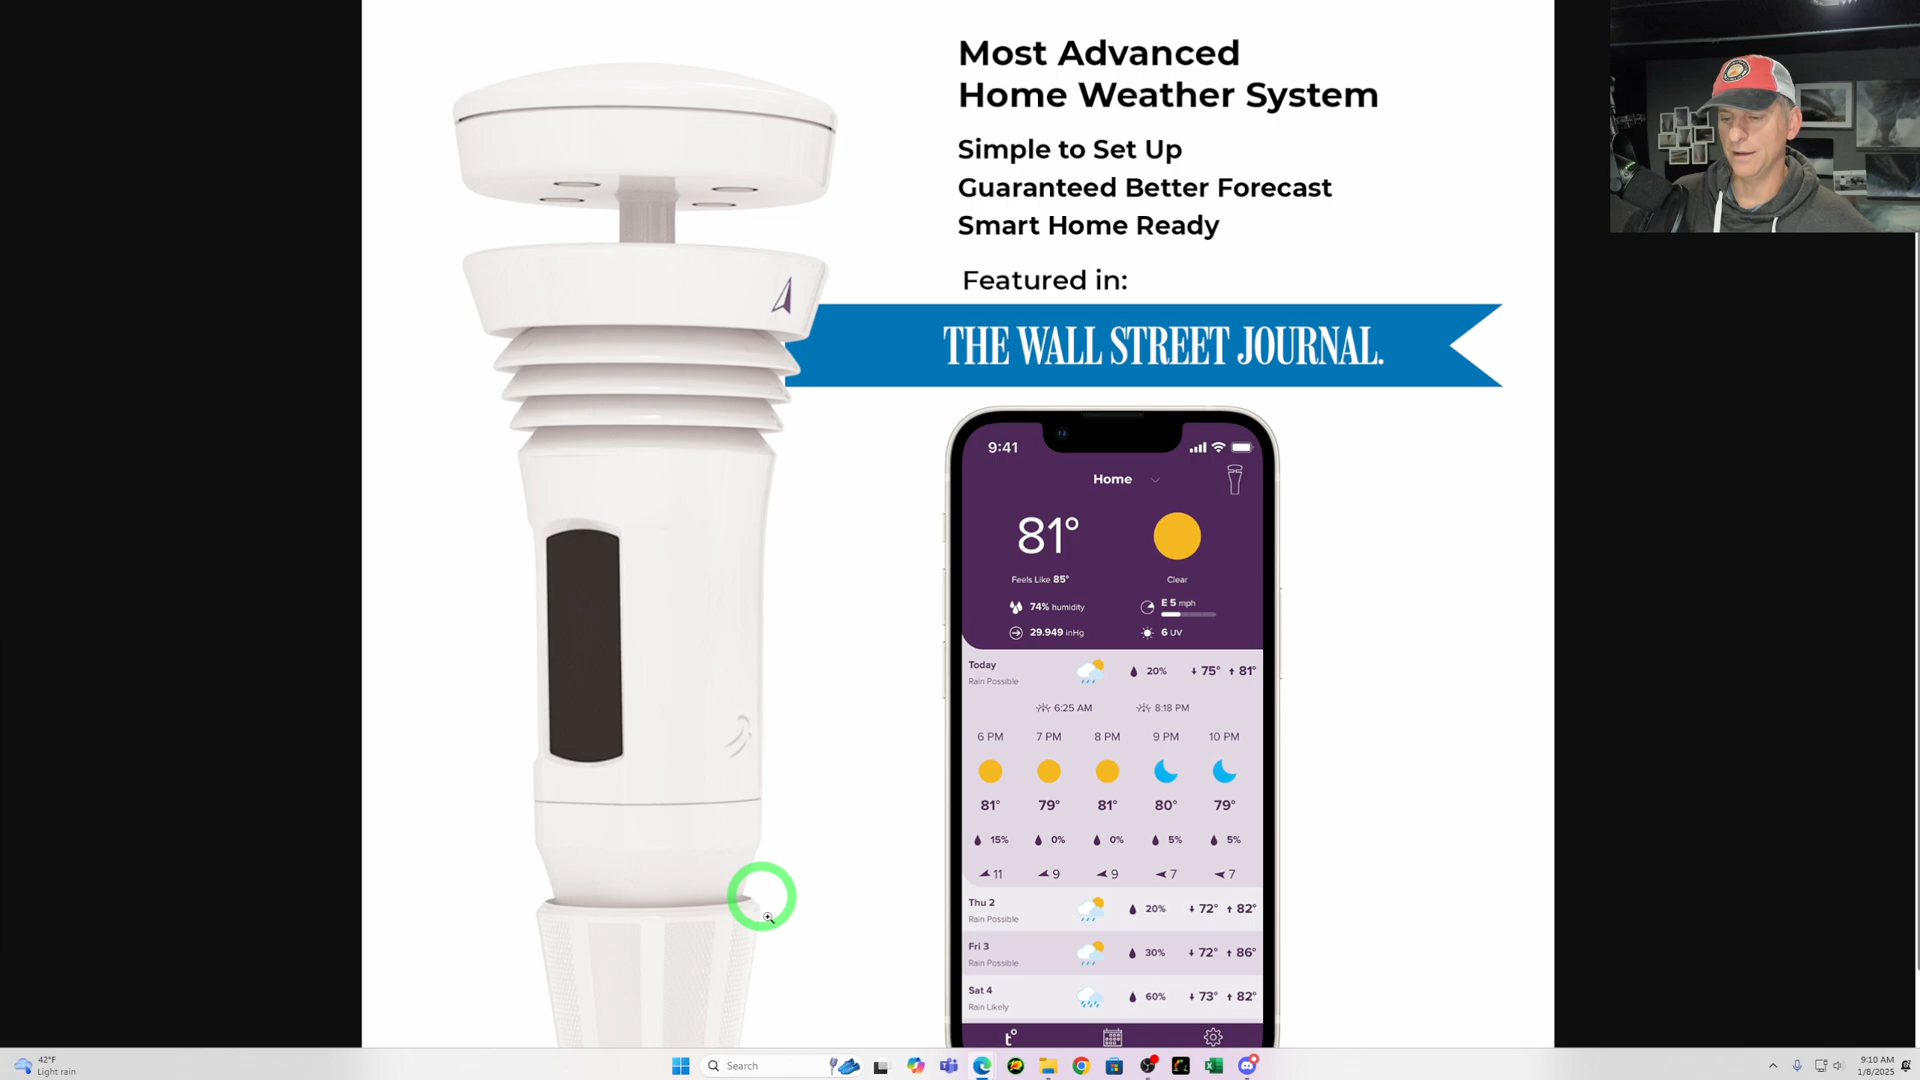 Most Advanced
Home Weather System
Simple to Set Up
Guaranteed Better Forecast
Smart Home Ready
Featured in:
THE WALL STREET JOURNAL.
9:41
Home
81°
Feels Like 85°
Clear
74% humidity
E 5 mph
29.949 inHg
6 UV
Today
Rain Possible
20%
75° 81°
6:25 AM
8:18 PM
6 PM 7 PM 8 PM 9 PM 10 PM
81° 79° 81° 80° 79°
15% 0% 0% 5% 5%
11 9 9 7 7
Thu 2
Rain Possible
20%
72° 82°
Fri 3
Rain Possible
30%
72° 86°
Sat 4
Rain Likely
60%
73° 82°
t°
42°F
Light rain
Search
9:10 AM
1/8/2025